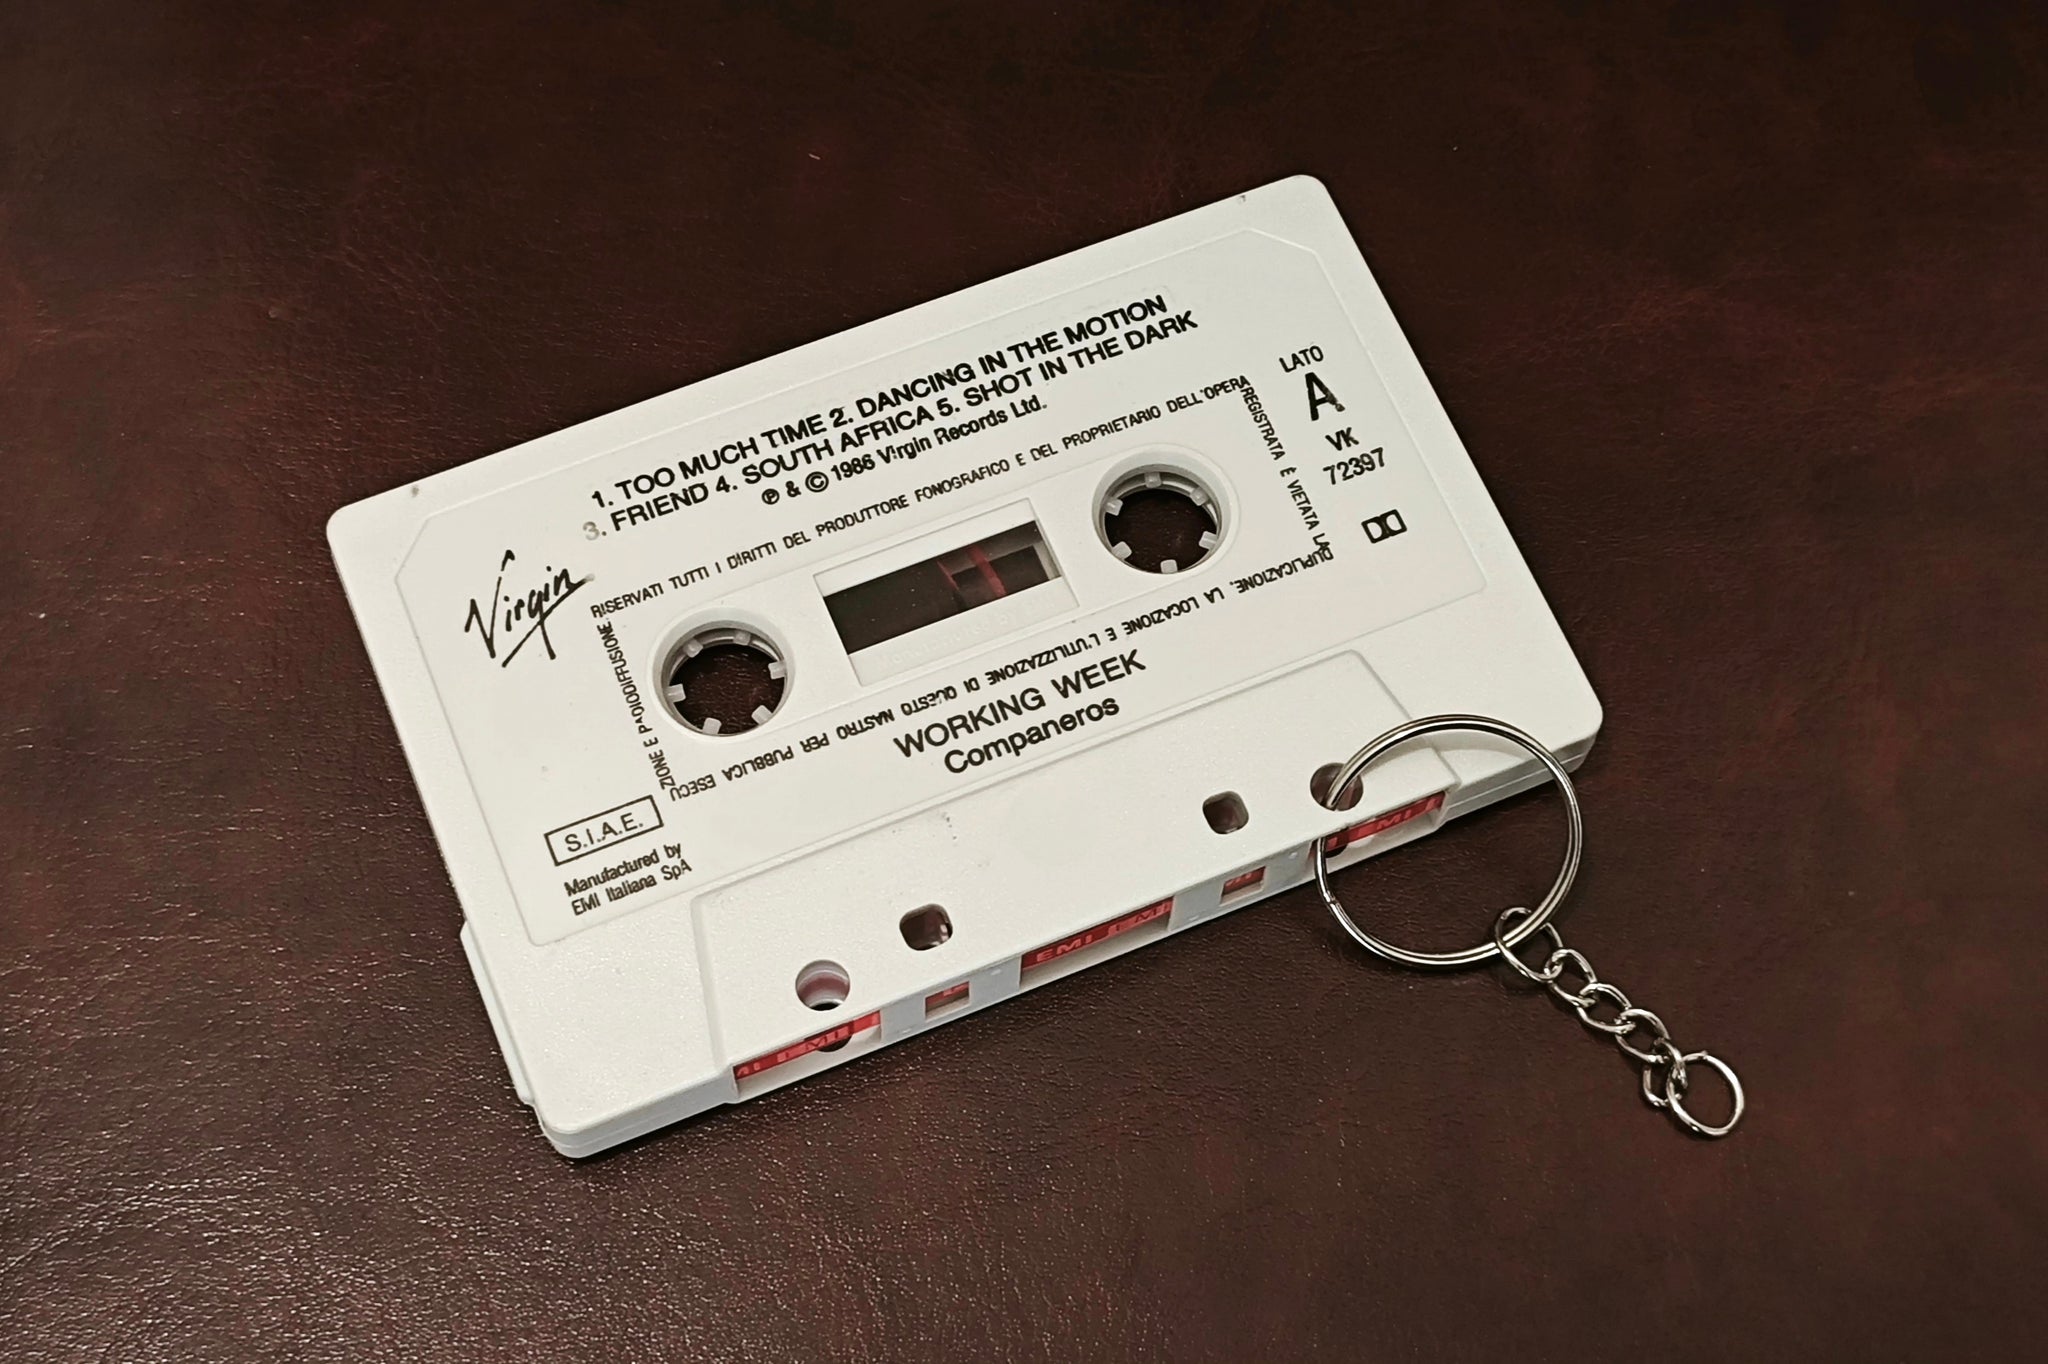 1. TOO MUCH TIME 2. DANCING IN THE MOTION
3. FRIEND 4. SOUTH AFRICA 5. SHOT IN THE DARK
℗ & © 1986 Virgin Records Ltd.
LATO
A
VK
72397
Virgin
RISERVATI TUTTI I DIRITTI DEL PRODUTTORE FONOGRAFICO E DEL PROPRIETARIO DELL'OPERA
REGISTRATA È VIETATA LA
DUPLICAZIONE, LA LOCAZIONE E L'UTILIZZAZIONE DI QUESTO NASTRO PER PUBBLICA ESECU
ZIONE E RADIODIFFUSIONE
WORKING WEEK
Companeros
S.I.A.E.
Manufactured by
EMI Italiana SpA
EMI
EMI
EMI